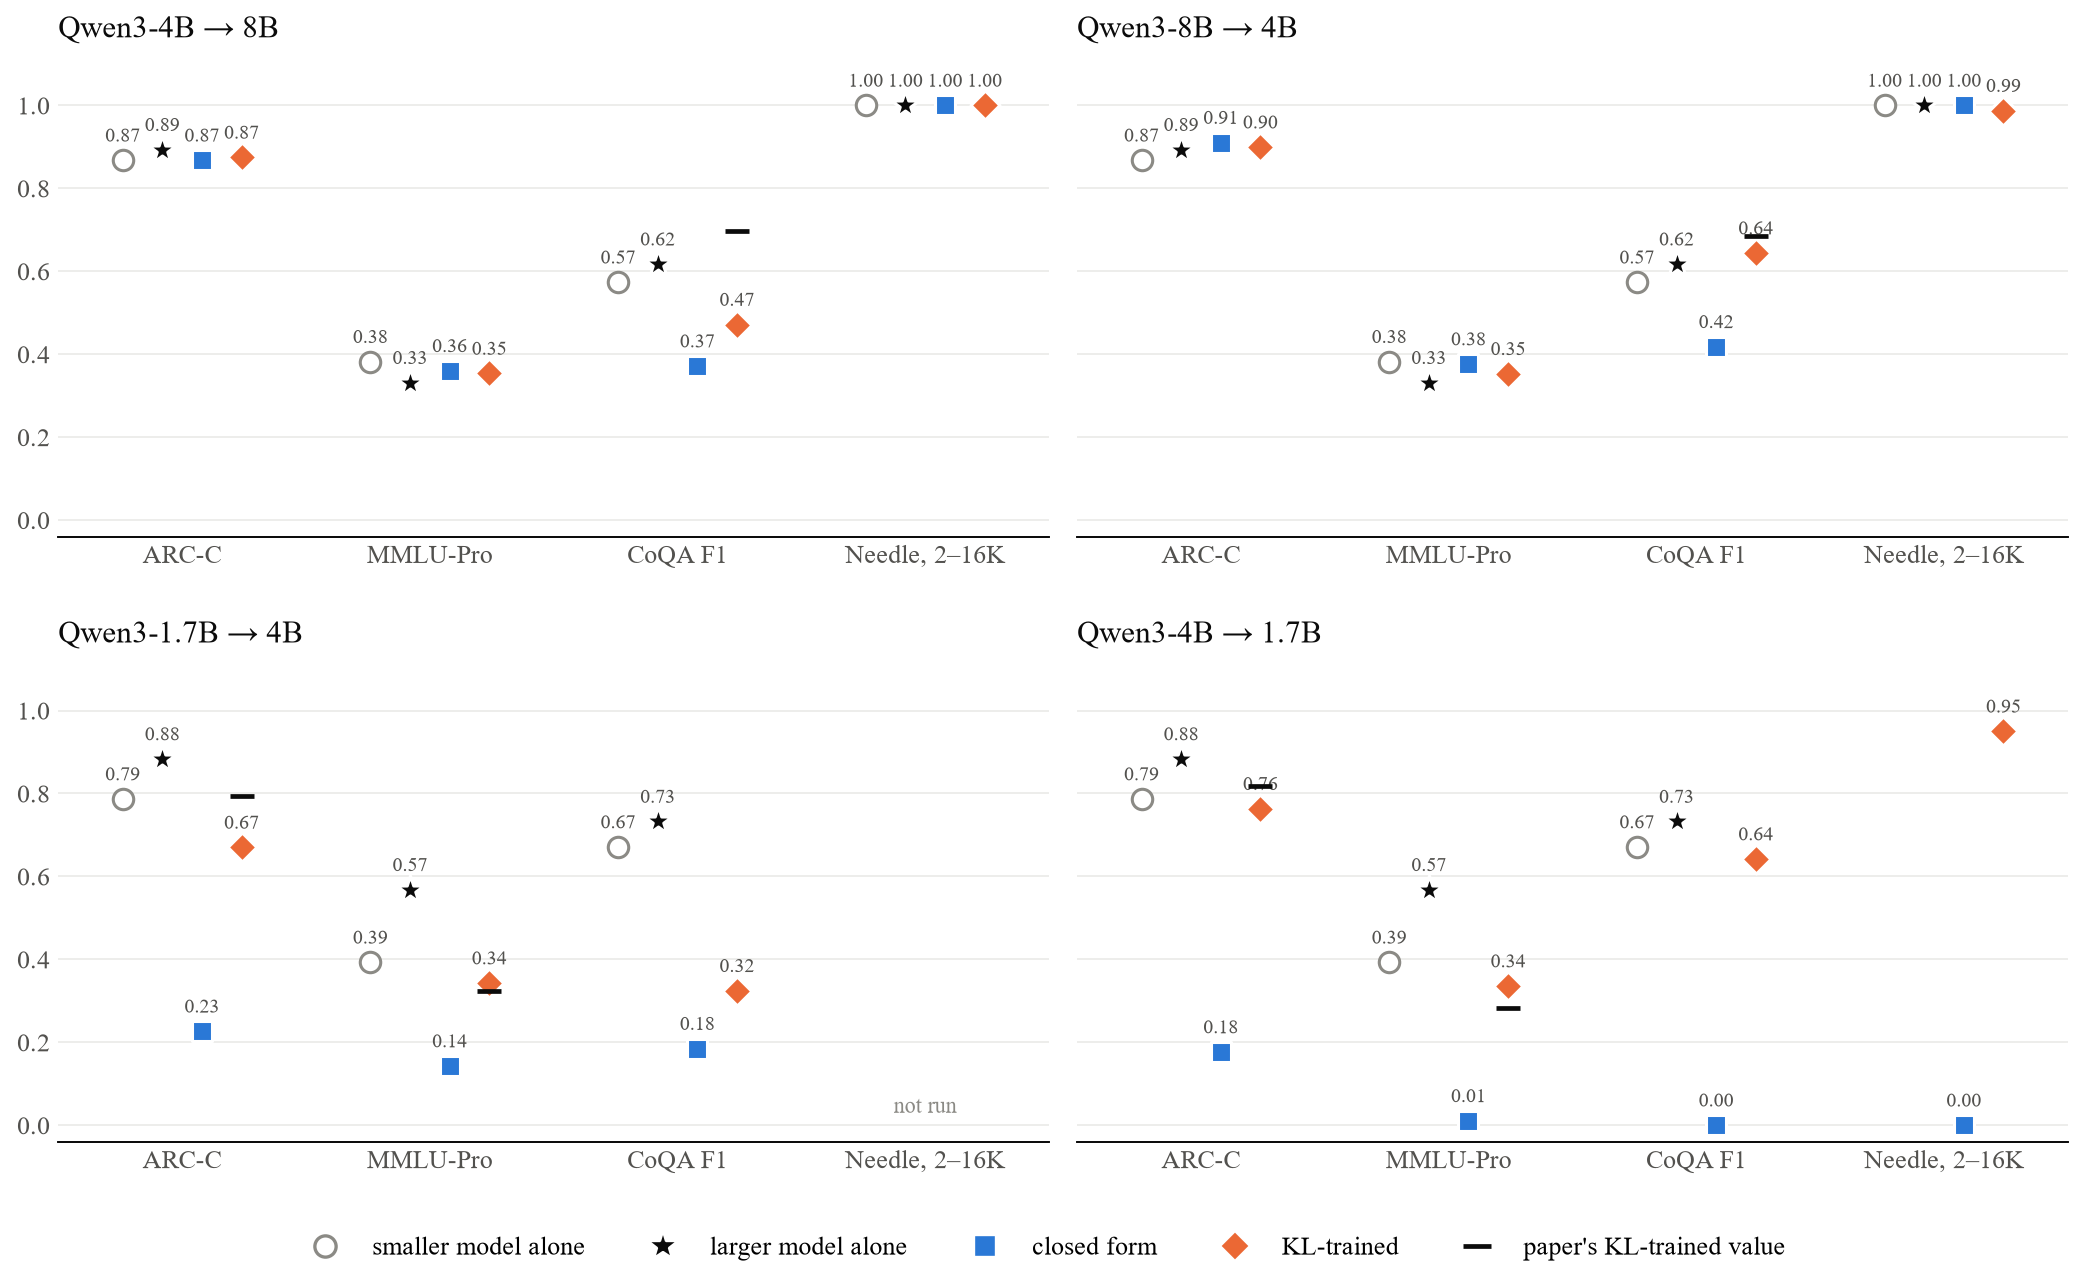 Qwen3-4B → 8B
1.0
0.8
0.6
0.4
0.2
0.0
0.87 0.89 0.87 0.87
0.38 0.33 0.36 0.35
0.57 0.62 0.37 0.47
1.00 1.00 1.00 1.00
ARC-C MMLU-Pro CoQA F1 Needle, 2–16K
Qwen3-8B → 4B
0.87 0.89 0.91 0.90
0.38 0.33 0.38 0.35
0.57 0.62 0.42 0.64
1.00 1.00 1.00 0.99
ARC-C MMLU-Pro CoQA F1 Needle, 2–16K
Qwen3-1.7B → 4B
1.0
0.8
0.6
0.4
0.2
0.0
0.79 0.88 0.23 0.67
0.39 0.57 0.14 0.34
0.67 0.73 0.18 0.32
not run
ARC-C MMLU-Pro CoQA F1 Needle, 2–16K
Qwen3-4B → 1.7B
0.79 0.88 0.18 0.76
0.39 0.57 0.01 0.34
0.67 0.73 0.00 0.64
0.00 0.95
ARC-C MMLU-Pro CoQA F1 Needle, 2–16K
smaller model alone larger model alone closed form KL-trained paper's KL-trained value